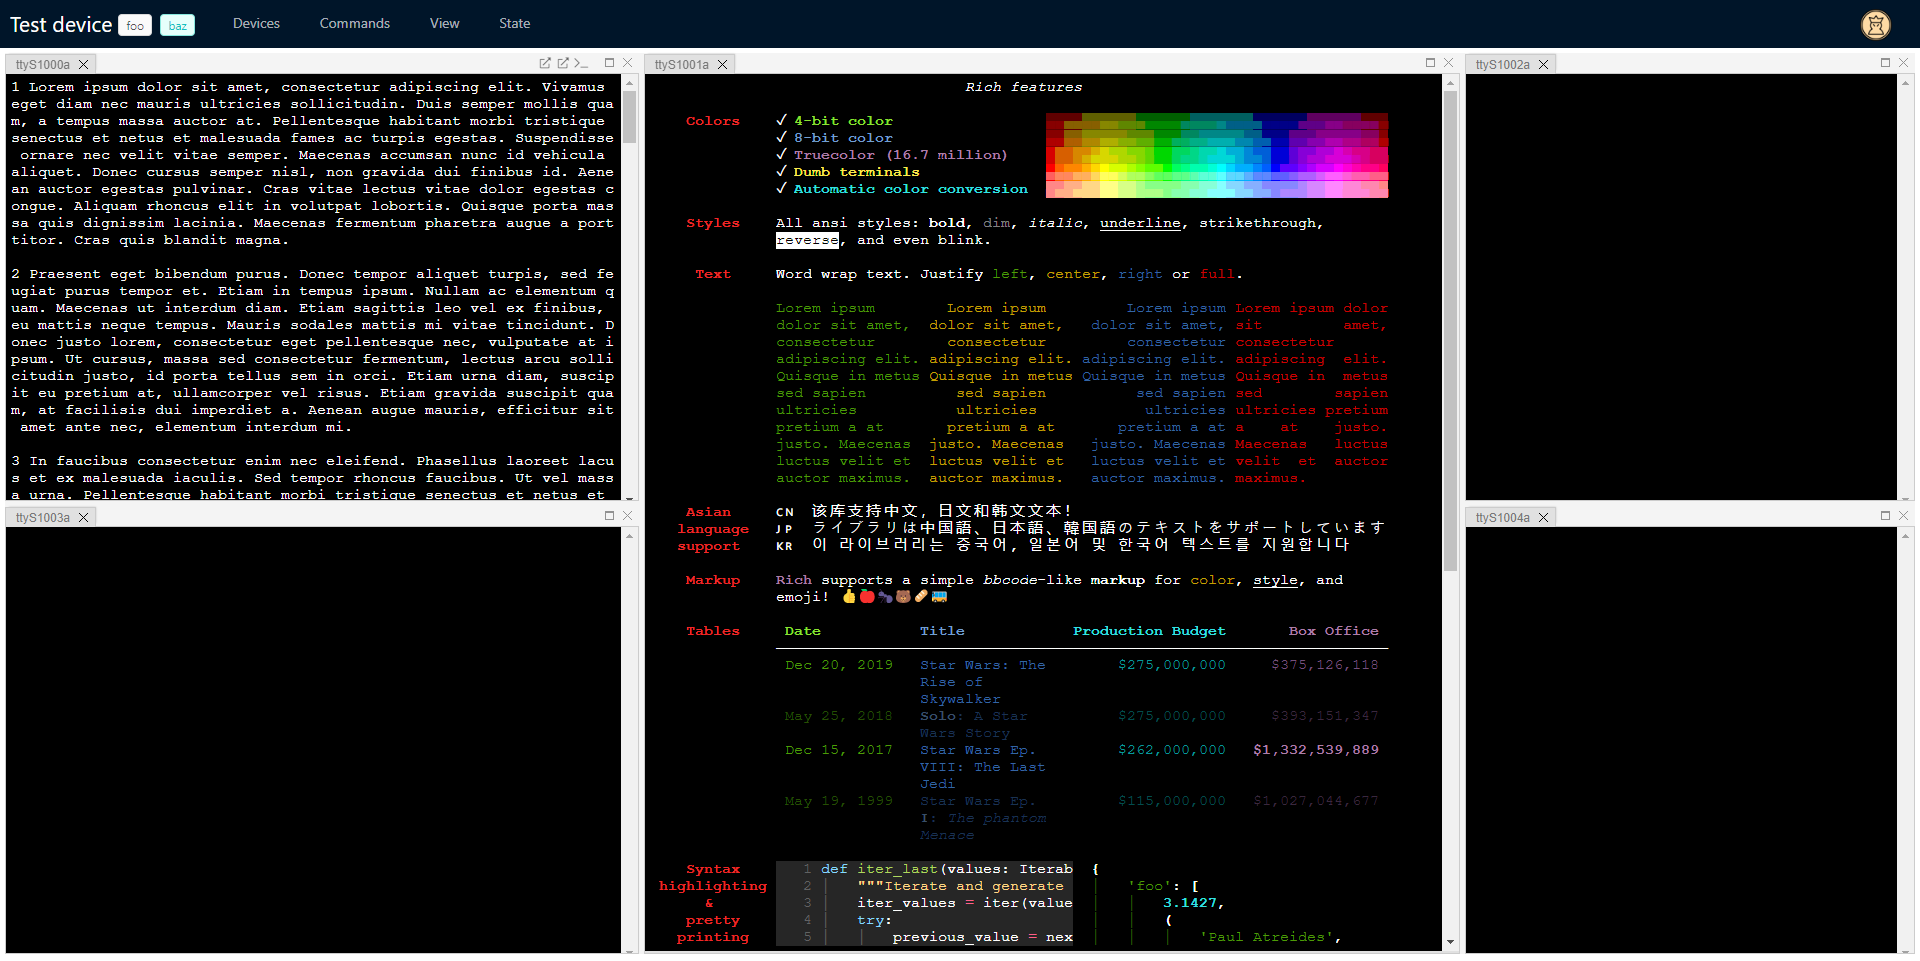 Test device foo baz Devices Commands View State
ttyS1000a
1 Lorem ipsum dolor sit amet, consectetur adipiscing elit. Vivamus
eget diam nec mauris ultricies sollicitudin. Duis semper mollis qua
m, a tempus massa auctor at. Pellentesque habitant morbi tristique
senectus et netus et malesuada fames ac turpis egestas. Suspendisse
ornare nec velit vitae semper. Maecenas accumsan nunc id vehicula
aliquet. Donec cursus semper nisl, non gravida dui finibus id. Aene
an auctor egestas pulvinar. Cras vitae lectus vitae dolor egestas c
ongue. Aliquam rhoncus elit in volutpat lobortis. Quisque porta mas
sa quis dignissim lacinia. Maecenas fermentum pharetra augue a port
titor. Cras quis blandit magna.
2 Praesent eget bibendum purus. Donec tempor aliquet turpis, sed fe
ugiat purus tempor et. Etiam in tempus ipsum. Nullam ac elementum q
uam. Maecenas ut interdum diam. Etiam sagittis leo vel ex finibus,
eu mattis neque tempus. Mauris sodales mattis mi vitae tincidunt. D
onec justo lorem, consectetur eget pellentesque nec, vulputate at i
psum. Ut cursus, massa sed consectetur fermentum, lectus arcu solli
citudin justo, id porta tellus sem in orci. Etiam urna diam, suscip
it eu pretium at, ullamcorper vel risus. Etiam gravida suscipit qua
m, at facilisis dui imperdiet a. Aenean augue mauris, efficitur sit
amet ante nec, elementum interdum mi.
3 In faucibus consectetur enim nec eleifend. Phasellus laoreet lacu
s et ex malesuada iaculis. Sed tempor rhoncus faucibus. Ut vel mass
a urna. Pellentesque habitant morbi tristique senectus et netus et
ttyS1003a
ttyS1001a
Rich features
Colors ✓ 4-bit color
✓ 8-bit color
✓ Truecolor (16.7 million)
✓ Dumb terminals
✓ Automatic color conversion
Styles All ansi styles: bold, dim, italic, underline, strikethrough,
reverse, and even blink.
Text Word wrap text. Justify left, center, right or full.
Lorem ipsum Lorem ipsum Lorem ipsum Lorem ipsum dolor
dolor sit amet, dolor sit amet, dolor sit amet, sit amet,
consectetur consectetur consectetur consectetur
adipiscing elit. adipiscing elit. adipiscing elit. adipiscing elit.
Quisque in metus Quisque in metus Quisque in metus Quisque in metus
sed sapien sed sapien sed sapien sed sapien
ultricies ultricies ultricies ultricies pretium
pretium a at pretium a at pretium a at a at justo.
justo. Maecenas justo. Maecenas justo. Maecenas Maecenas luctus
luctus velit et luctus velit et luctus velit et velit et auctor
auctor maximus. auctor maximus. auctor maximus. maximus.
Asian CN 该库支持中文，日文和韩文文本！
language JP ライブラリは中国語、日本語、韓国語のテキストをサポートしています
support KR 이 라이브러리는 중국어, 일본어 및 한국어 텍스트를 지원합니다
Markup Rich supports a simple bbcode-like markup for color, style, and
emoji! 👍🍎🐜🐻🥖🚌
Tables Date Title Production Budget Box Office
Dec 20, 2019 Star Wars: The $275,000,000 $375,126,118
Rise of
Skywalker
May 25, 2018 Solo: A Star $275,000,000 $393,151,347
Wars Story
Dec 15, 2017 Star Wars Ep. $262,000,000 $1,332,539,889
VIII: The Last
Jedi
May 19, 1999 Star Wars Ep. $115,000,000 $1,027,044,677
I: The phantom
Menace
Syntax 1 def iter_last(values: Iterab {
highlighting 2 """Iterate and generate 'foo': [
& 3 iter_values = iter(value 3.1427,
pretty 4 try: (
printing 5 previous_value = nex 'Paul Atreides',
ttyS1002a
ttyS1004a